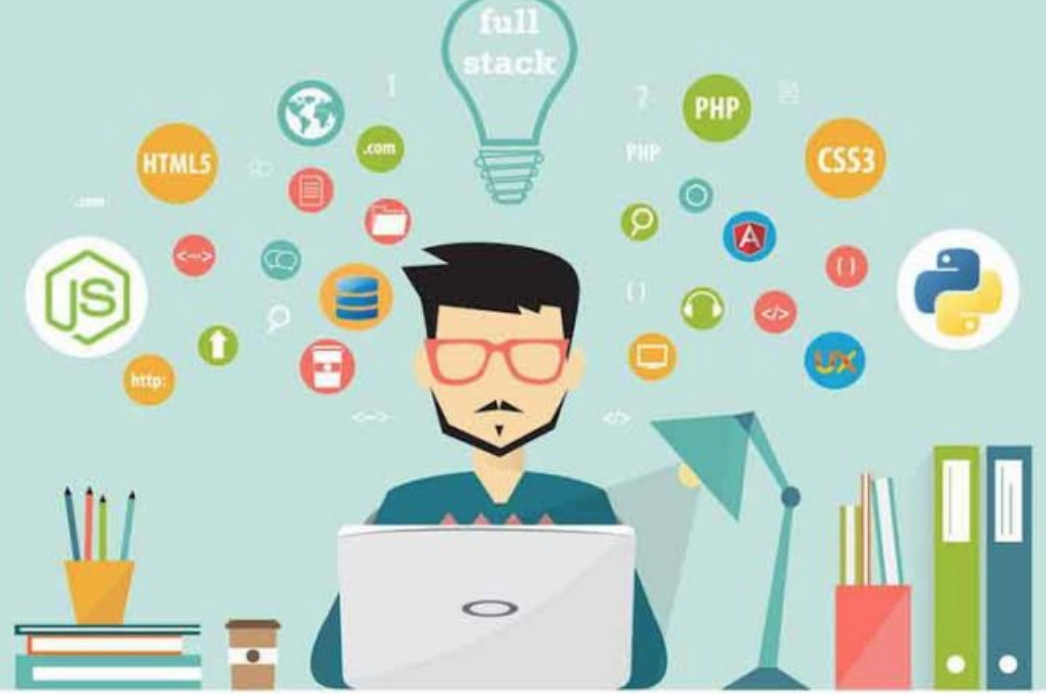 full
stack
HTML5
.com
PHP
CSS3
?
PHP
.com
<-->
JS
http:
{ }
( )
</>
UX
<-->
</>
A